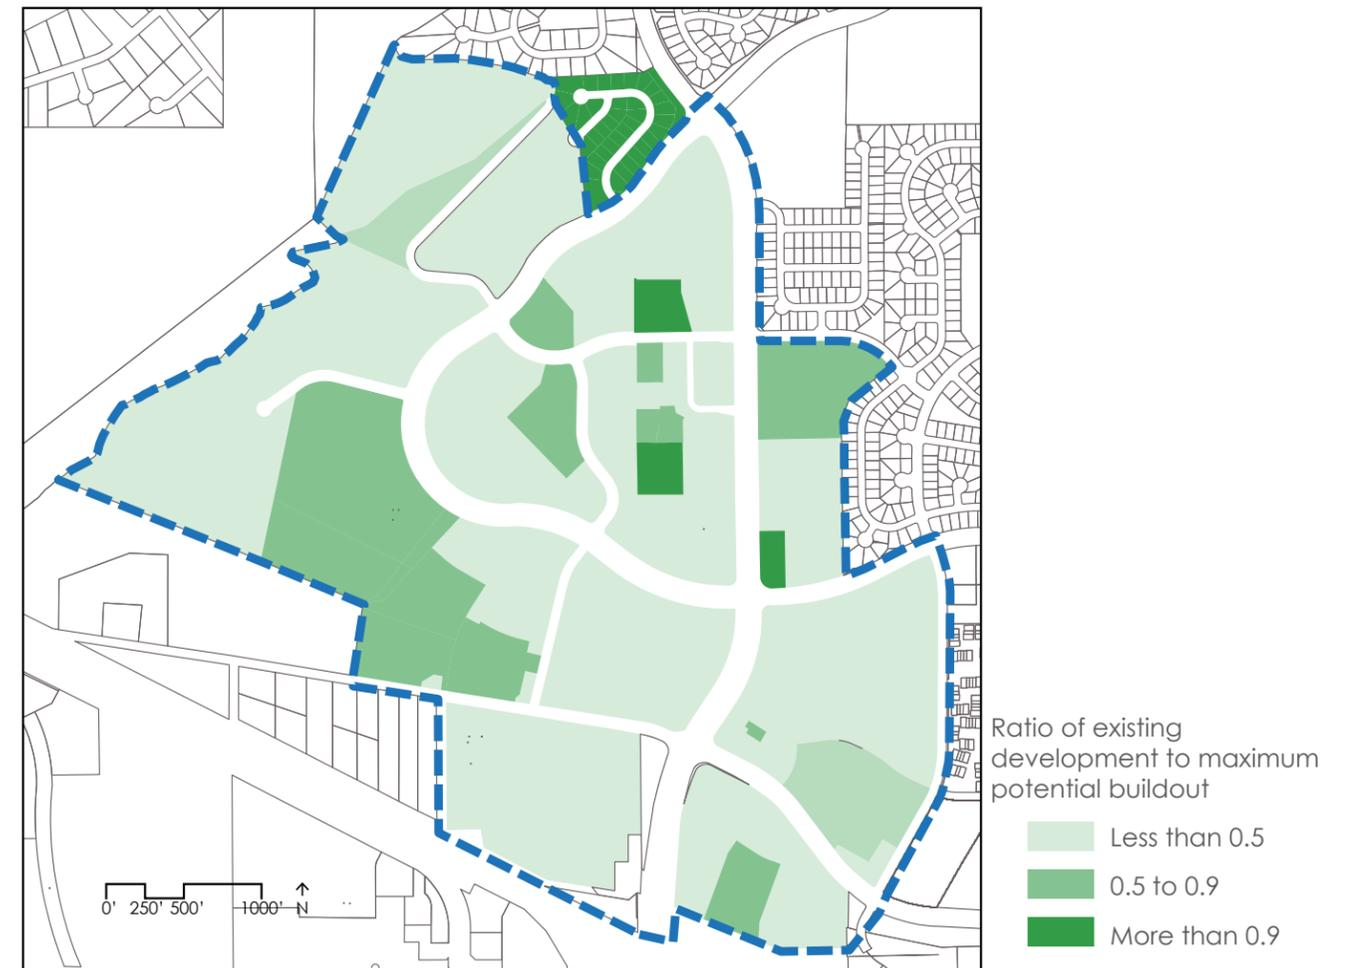 Ratio of existing
development to maximum
potential buildout
Less than 0.5
0.5 to 0.9
More than 0.9
0' 250' 500' 1000' N